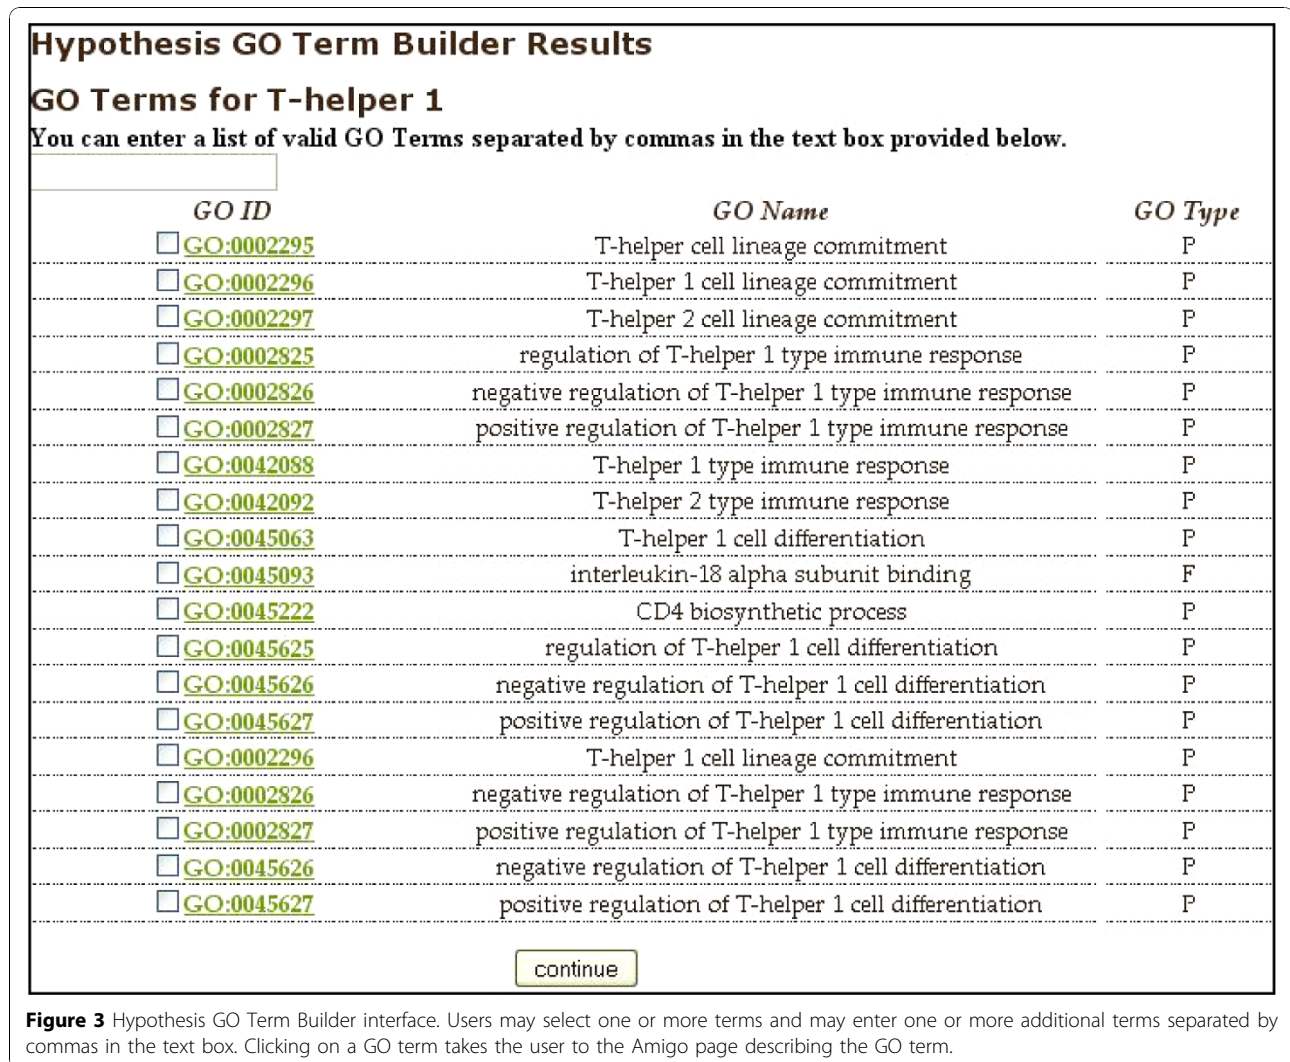 Hypothesis GO Term Builder Results
GO Terms for T-helper 1
You can enter a list of valid GO Terms separated by commas in the text box provided below.
GO ID GO Name GO Type
GO:0002295 T-helper cell lineage commitment P
GO:0002296 T-helper 1 cell lineage commitment P
GO:0002297 T-helper 2 cell lineage commitment P
GO:0002825 regulation of T-helper 1 type immune response P
GO:0002826 negative regulation of T-helper 1 type immune response P
GO:0002827 positive regulation of T-helper 1 type immune response P
GO:0042088 T-helper 1 type immune response P
GO:0042092 T-helper 2 type immune response P
GO:0045063 T-helper 1 cell differentiation P
GO:0045093 interleukin-18 alpha subunit binding F
GO:0045222 CD4 biosynthetic process P
GO:0045625 regulation of T-helper 1 cell differentiation P
GO:0045626 negative regulation of T-helper 1 cell differentiation P
GO:0045627 positive regulation of T-helper 1 cell differentiation P
GO:0002296 T-helper 1 cell lineage commitment P
GO:0002826 negative regulation of T-helper 1 type immune response P
GO:0002827 positive regulation of T-helper 1 type immune response P
GO:0045626 negative regulation of T-helper 1 cell differentiation P
GO:0045627 positive regulation of T-helper 1 cell differentiation P
continue
Figure 3 Hypothesis GO Term Builder interface. Users may select one or more terms and may enter one or more additional terms separated by
commas in the text box. Clicking on a GO term takes the user to the Amigo page describing the GO term.